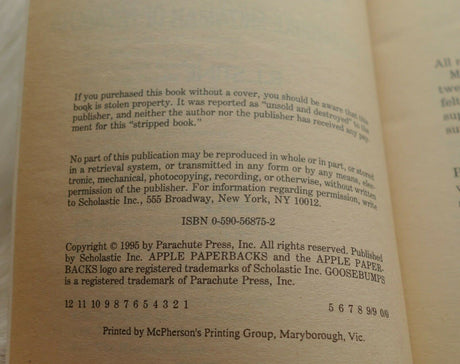 If you purchased this book without a cover, you should be aware that this
book is stolen property. It was reported as "unsold and destroyed" to the
publisher, and neither the author nor the publisher has received any pay-
ment for this "stripped book."
No part of this publication may be reproduced in whole or in part, or stored
in a retrieval system, or transmitted in any form or by any means, elec-
tronic, mechanical, photocopying, recording, or otherwise, without written
permission of the publisher. For information regarding permission, write
to Scholastic Inc., 555 Broadway, New York, NY 10012.
ISBN 0-590-56875-2
Copyright © 1995 by Parachute Press, Inc. All rights reserved. Published
by Scholastic Inc. APPLE PAPERBACKS and the APPLE PAPER-
BACKS logo are registered trademarks of Scholastic Inc. GOOSEBUMPS
is a registered trademark of Parachute Press, Inc.
12 11 10 9 8 7 6 5 4 3 2 1 5 6 7 8 9/9 0/0
Printed by McPherson's Printing Group, Maryborough, Vic.
All